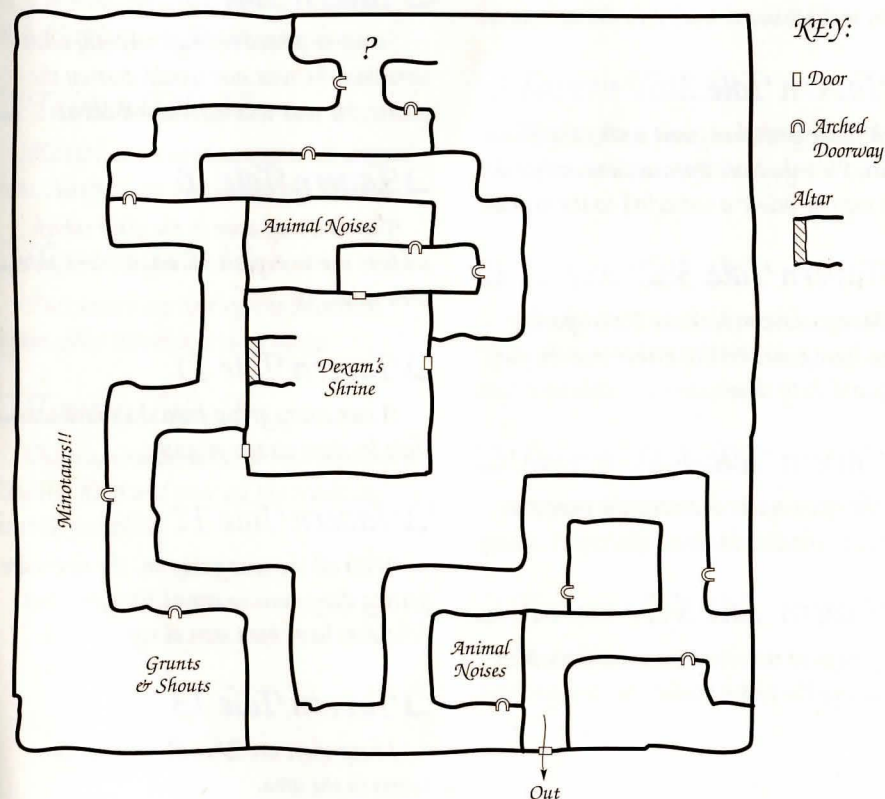 ?
KEY:
Door
Arched
Doorway
Altar
Animal Noises
Dexam's
Shrine
Minotaurs!!
Grunts
& Shouts
Animal
Noises
Out